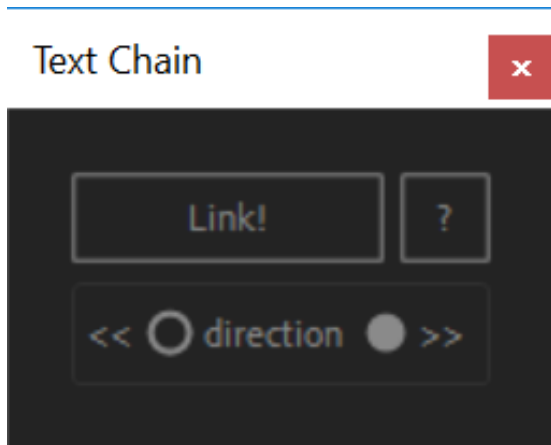 Text Chain x
Link! ?
<< direction >>